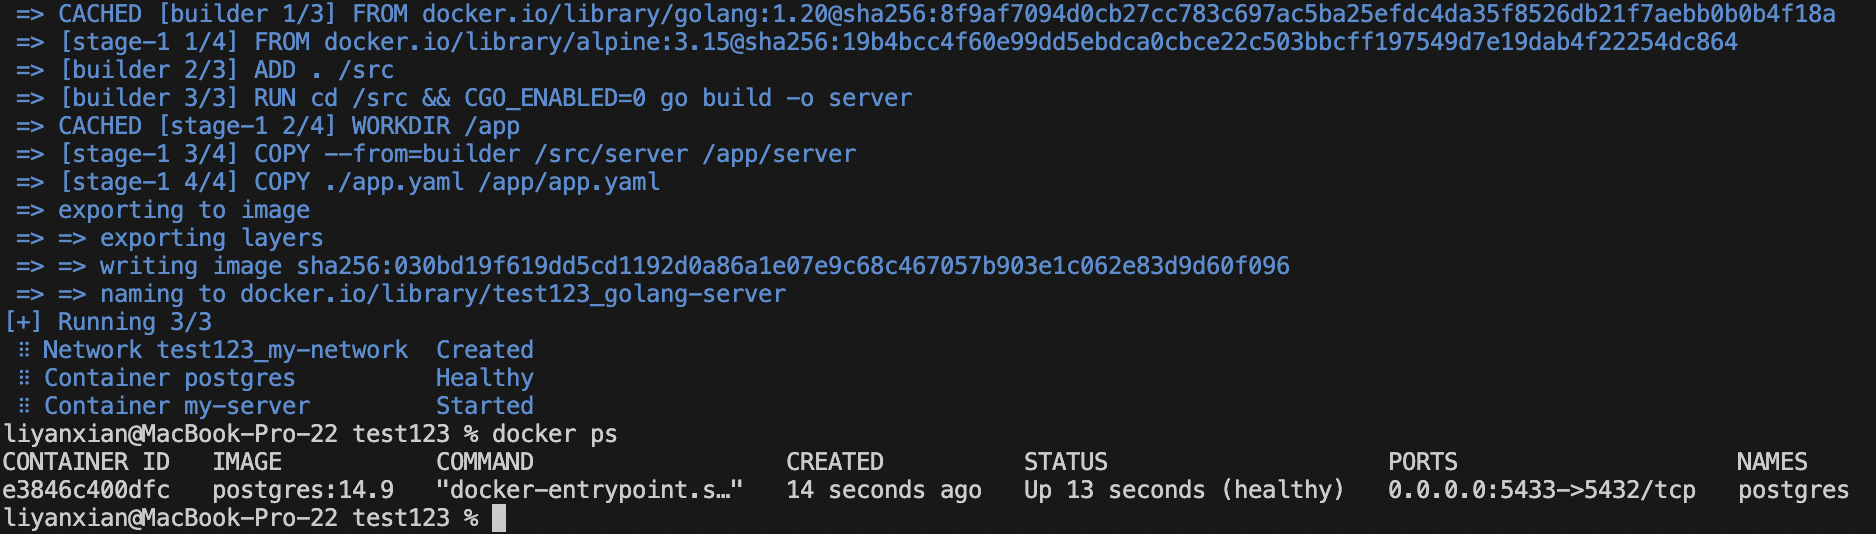 => CACHED [builder 1/3] FROM docker.io/library/golang:1.20@sha256:8f9af7094d0cb27cc783c697ac5ba25efdc4da35f8526db21f7aebb0b0b4f18a
=> [stage-1 1/4] FROM docker.io/library/alpine:3.15@sha256:19b4bcc4f60e99dd5ebdca0cbce22c503bbcff197549d7e19dab4f22254dc864
=> [builder 2/3] ADD . /src
=> [builder 3/3] RUN cd /src && CGO_ENABLED=0 go build -o server
=> CACHED [stage-1 2/4] WORKDIR /app
=> [stage-1 3/4] COPY --from=builder /src/server /app/server
=> [stage-1 4/4] COPY ./app.yaml /app/app.yaml
=> exporting to image
=> => exporting layers
=> => writing image sha256:030bd19f619dd5cd1192d0a86a1e07e9c68c467057b903e1c062e83d9d60f096
=> => naming to docker.io/library/test123_golang-server
[+] Running 3/3
⠿ Network test123_my-network  Created
⠿ Container postgres          Healthy
⠿ Container my-server         Started
liyanxian@MacBook-Pro-22 test123 % docker ps
CONTAINER ID   IMAGE           COMMAND                  CREATED          STATUS                    PORTS                    NAMES
e3846c400dfc   postgres:14.9   "docker-entrypoint.s…"   14 seconds ago   Up 13 seconds (healthy)   0.0.0.0:5433->5432/tcp   postgres
liyanxian@MacBook-Pro-22 test123 %